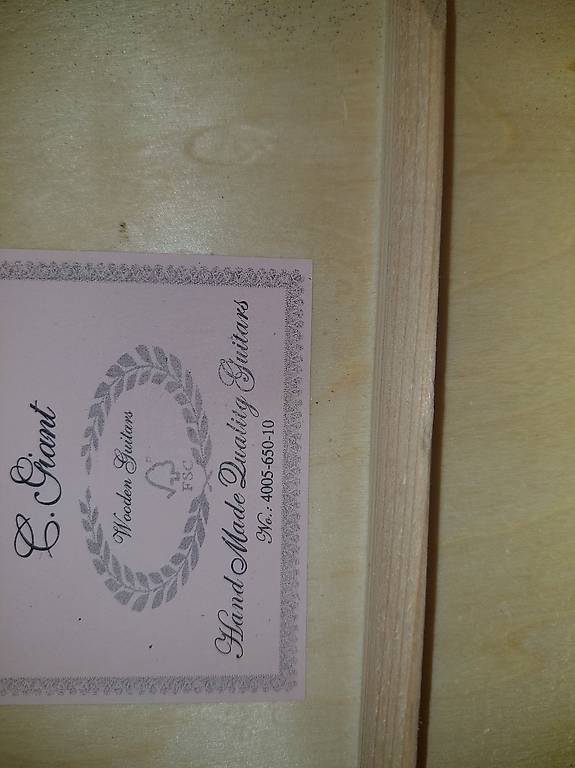 C. Giant
Wooden Guitars
FSC
Hand Made Quality Guitars
No.: 4005-650-10